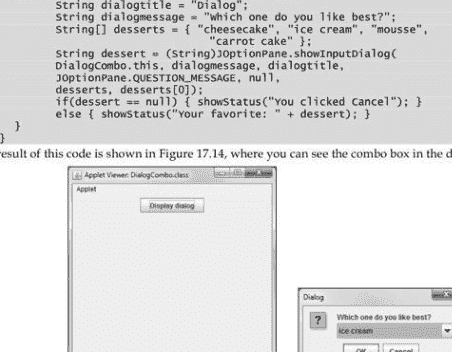 String dialogtitle = "Dialog";
String dialogmessage = "Which one do you like best?";
String[] desserts = { "cheesecake", "ice cream", "mousse",
"carrot cake" };
String dessert = (String)JOptionPane.showInputDialog(
DialogCombo.this, dialogmessage, dialogtitle,
JOptionPane.QUESTION_MESSAGE, null,
desserts, desserts[0]);
if(dessert == null) { showStatus("You clicked Cancel"); }
else { showStatus("Your favorite: " + dessert); }
}
}
result of this code is shown in Figure 17.14, where you can see the combo box in the d
Applet Viewer: DialogCombo.class
Applet
Display dialog
Dialog
?
Which one do you like best?
ice cream
OK Cancel